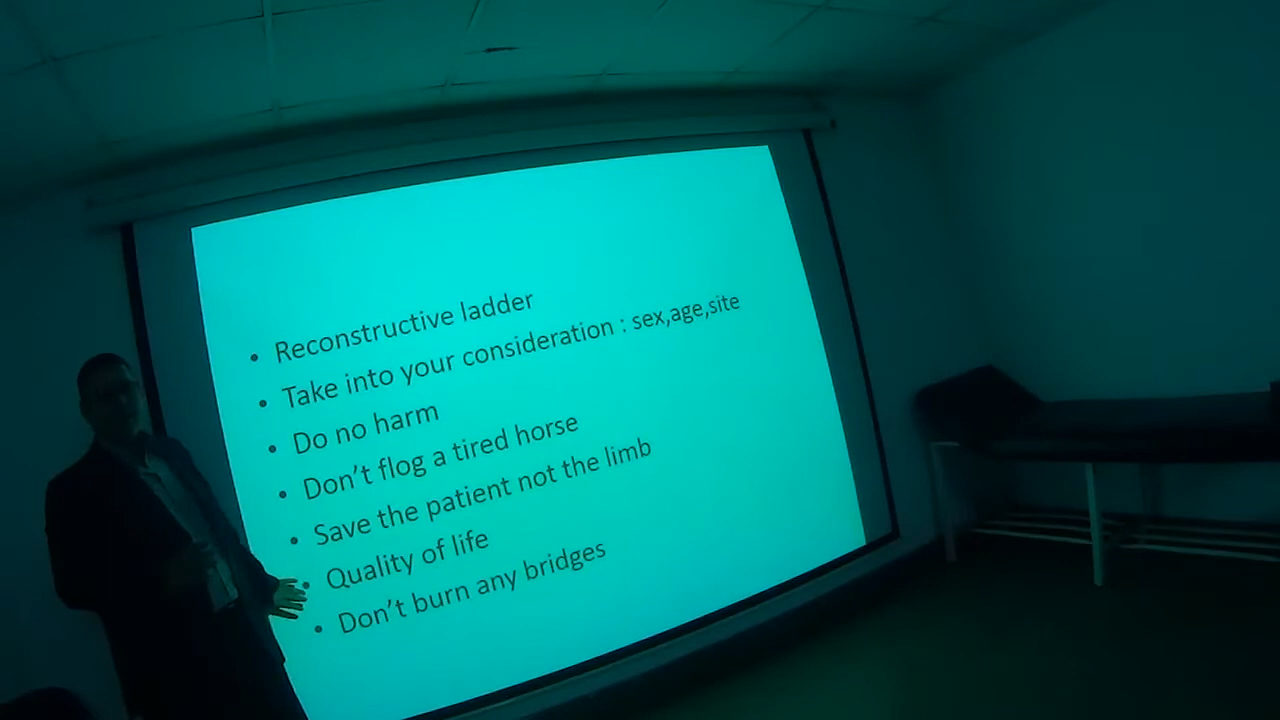 • Reconstructive ladder
• Take into your consideration : sex,age,site
• Do no harm
• Don't flog a tired horse
• Save the patient not the limb
• Quality of life
• Don't burn any bridges